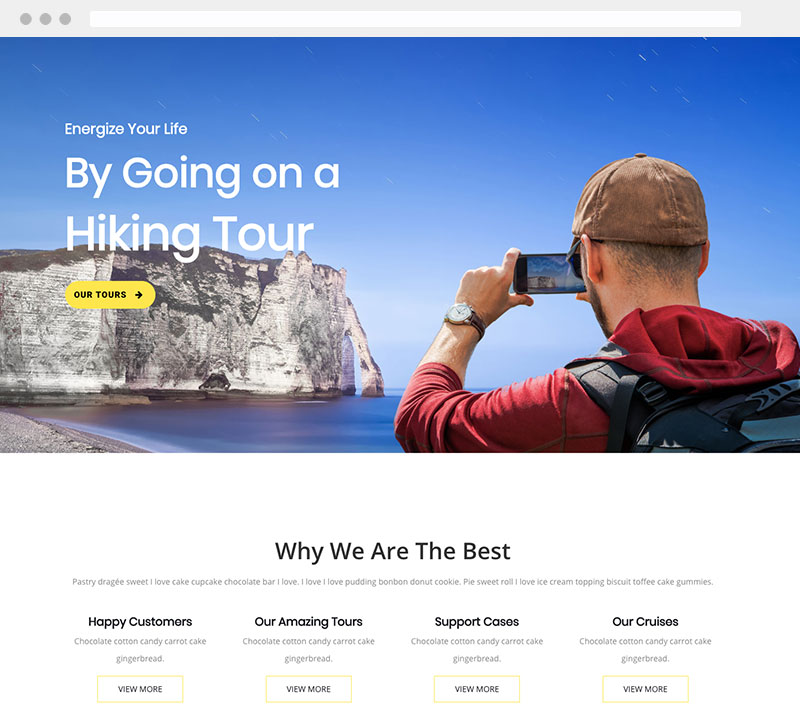 Energize Your Life
By Going on a
Hiking Tour
OUR TOURS
Why We Are The Best
Pastry dragée sweet I love cake cupcake chocolate bar I love. I love I love pudding bonbon donut cookie. Pie sweet roll I love ice cream topping biscuit toffee cake gummies.
Happy Customers
Chocolate cotton candy carrot cake
gingerbread.
VIEW MORE
Our Amazing Tours
Chocolate cotton candy carrot cake
gingerbread.
VIEW MORE
Support Cases
Chocolate cotton candy carrot cake
gingerbread.
VIEW MORE
Our Cruises
Chocolate cotton candy carrot cake
gingerbread.
VIEW MORE